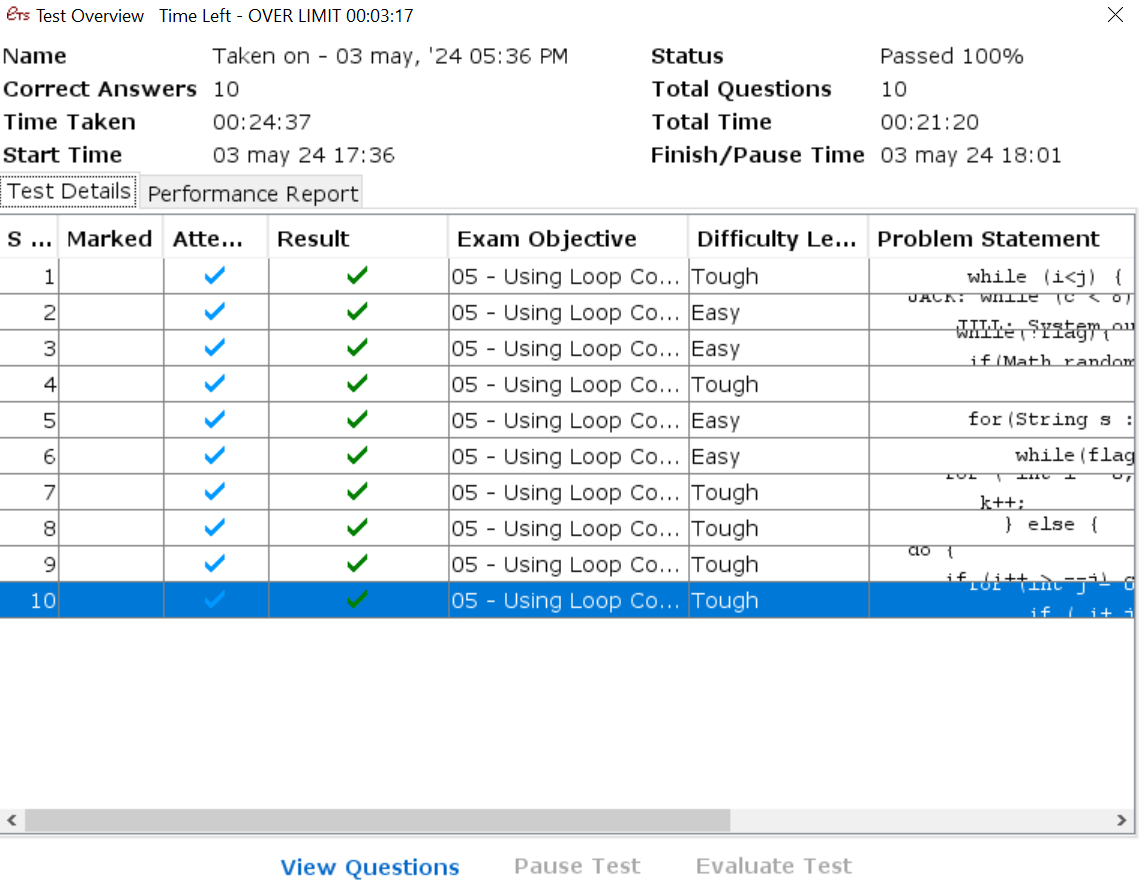 eTS Test Overview Time Left - OVER LIMIT 00:03:17
Name Taken on - 03 may, '24 05:36 PM Status Passed 100%
Correct Answers 10 Total Questions 10
Time Taken 00:24:37 Total Time 00:21:20
Start Time 03 may 24 17:36 Finish/Pause Time 03 may 24 18:01
Test Details Performance Report
S ... Marked Atte... Result Exam Objective Difficulty Le... Problem Statement
1 05 - Using Loop Co... Tough while (i<j) {
2 05 - Using Loop Co... Easy JACK: while (c < 8)
JILL: System.ou
3 05 - Using Loop Co... Easy while(!flag){
if(Math.random
4 05 - Using Loop Co... Tough
5 05 - Using Loop Co... Easy for(String s :
6 05 - Using Loop Co... Easy while(flag
7 05 - Using Loop Co... Tough for ( int i
k++;
8 05 - Using Loop Co... Tough } else {
9 05 - Using Loop Co... Tough do {
if (i++ > --j)
10 05 - Using Loop Co... Tough for (int j =
if (
View Questions Pause Test Evaluate Test